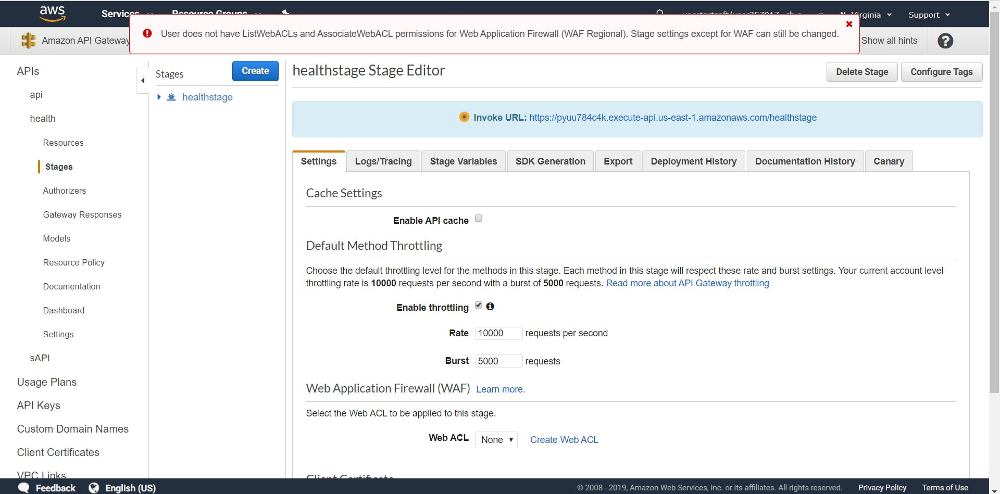 aws
Services
Resource Groups
N. Virginia
Support
Amazon API Gateway
User does not have ListWebACLs and AssociateWebACL permissions for Web Application Firewall (WAF Regional). Stage settings except for WAF can still be changed.
Show all hints
APIs
api
health
Resources
Stages
Authorizers
Gateway Responses
Models
Resource Policy
Documentation
Dashboard
Settings
sAPI
Usage Plans
API Keys
Custom Domain Names
Client Certificates
VPC Links
Stages
Create
healthstage
healthstage Stage Editor
Delete Stage
Configure Tags
Invoke URL: https://pyuu784c4k.execute-api.us-east-1.amazonaws.com/healthstage
Settings
Logs/Tracing
Stage Variables
SDK Generation
Export
Deployment History
Documentation History
Canary
Cache Settings
Enable API cache
Default Method Throttling
Choose the default throttling level for the methods in this stage. Each method in this stage will respect these rate and burst settings. Your current account level
throttling rate is 10000 requests per second with a burst of 5000 requests. Read more about API Gateway throttling
Enable throttling
Rate 10000 requests per second
Burst 5000 requests
Web Application Firewall (WAF) Learn more.
Select the Web ACL to be applied to this stage.
Web ACL None Create Web ACL
Client Certificate
Feedback
English (US)
© 2008 - 2019, Amazon Web Services, Inc. or its affiliates. All rights reserved.
Privacy Policy
Terms of Use